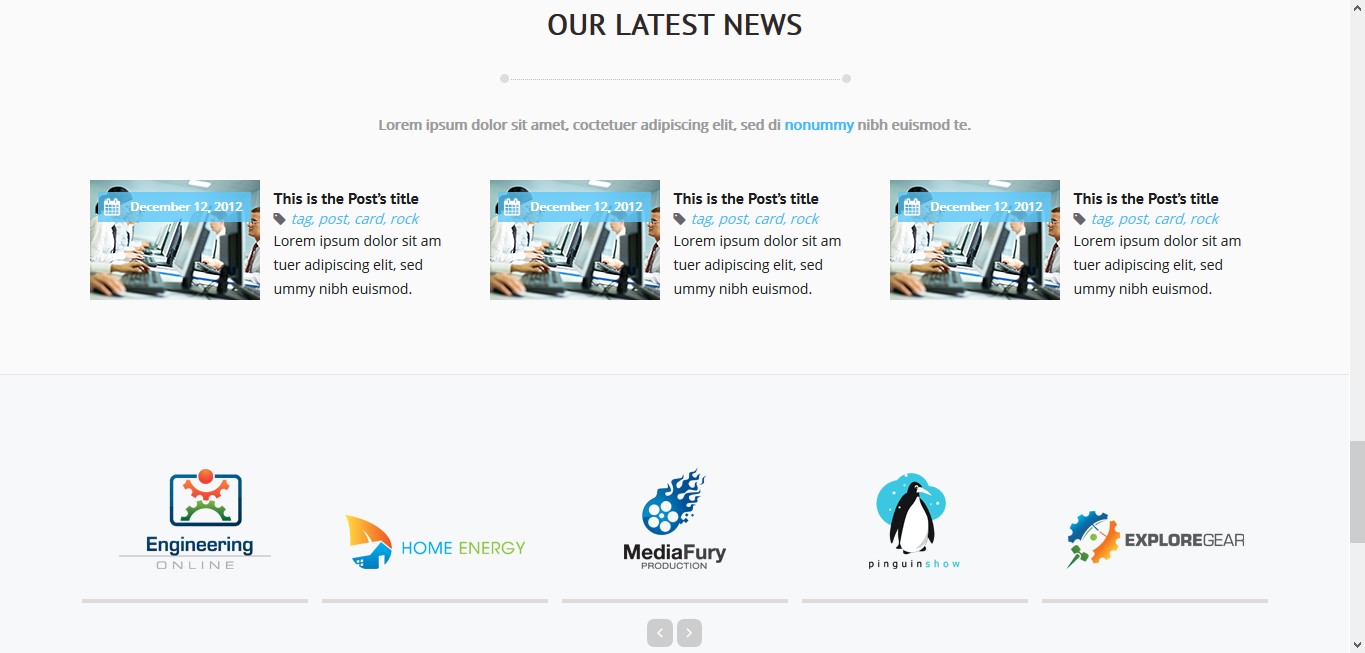 OUR LATEST NEWS
Lorem ipsum dolor sit amet, coctetuer adipiscing elit, sed di nonummy nibh euismod te.
December 12, 2012
This is the Post's title
tag, post, card, rock
Lorem ipsum dolor sit am
tuer adipiscing elit, sed
ummy nibh euismod.
December 12, 2012
This is the Post's title
tag, post, card, rock
Lorem ipsum dolor sit am
tuer adipiscing elit, sed
ummy nibh euismod.
December 12, 2012
This is the Post's title
tag, post, card, rock
Lorem ipsum dolor sit am
tuer adipiscing elit, sed
ummy nibh euismod.
Engineering
ONLINE
HOME ENERGY
MediaFury
PRODUCTION
pinguinshow
EXPLOREGEAR